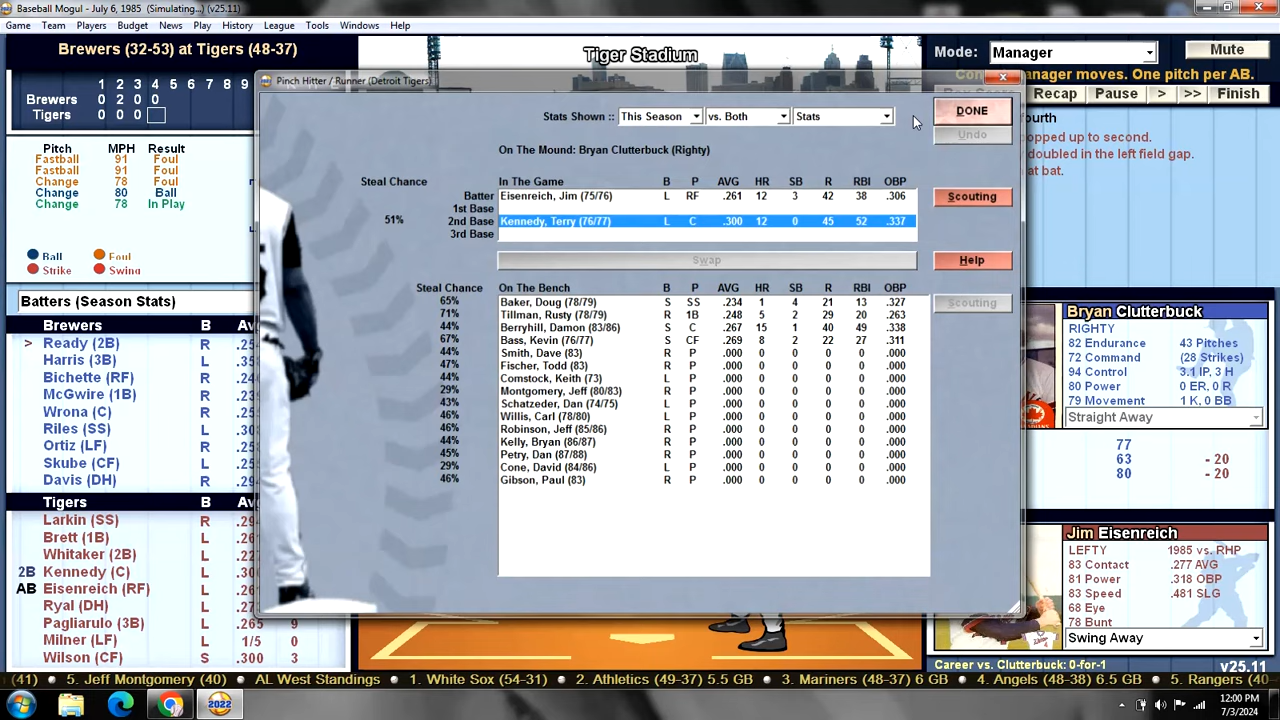 Baseball Mogul - July 6, 1985 (Simulating...) (v25.11)
Game Team Players Budget News Play History League Tools Windows Help
Brewers (32-53) at Tigers (48-37)
1 2 3 4 5 6 7 8 9
Brewers 0 2 0 0
Tigers 0 0 0
Pitch MPH Result
Fastball 91 Foul
Fastball 91 Foul
Change 78 Foul
Change 80 Ball
Change 78 In Play
Ball Foul
Strike Swing
Batters (Season Stats)
Brewers B
> Ready (2B) R
Harris (3B) L
Bichette (RF) R
McGwire (1B) R
Wrona (C) R
Riles (SS) L
Ortiz (LF) R
Skube (CF) L
Davis (DH) R
Tigers B
Larkin (SS) R
Brett (1B) L
Whitaker (2B) L
2B Kennedy (C) L
AB Eisenreich (RF) L
Ryal (DH) L
Pagliarulo (3B) L .265 9
Milner (LF) L 1/5 0
Wilson (CF) S .300 3
Tiger Stadium
Pinch Hitter / Runner (Detroit Tigers)
Stats Shown :: This Season vs. Both Stats
DONE
Undo
On The Mound: Bryan Clutterbuck (Righty)
Steal Chance In The Game B P AVG HR SB R RBI OBP
Batter Eisenreich, Jim (75/76) L RF .261 12 3 42 38 .306
1st Base
51% 2nd Base Kennedy, Terry (76/77) L C .300 12 0 45 52 .337
3rd Base
Scouting
Swap
Help
Steal Chance On The Bench B P AVG HR SB R RBI OBP
65% Baker, Doug (78/79) S SS .234 1 4 21 13 .327
71% Tillman, Rusty (78/79) R 1B .248 5 2 29 20 .263
44% Berryhill, Damon (83/86) S C .267 15 1 40 49 .338
67% Bass, Kevin (76/77) S CF .269 8 2 22 27 .311
44% Smith, Dave (83) R P .000 0 0 0 0 .000
47% Fischer, Todd (83) R P .000 0 0 0 0 .000
44% Comstock, Keith (73) L P .000 0 0 0 0 .000
29% Montgomery, Jeff (80/83) R P .000 0 0 0 0 .000
43% Schatzeder, Dan (74/75) L P .000 0 0 0 0 .000
46% Willis, Carl (78/80) L P .000 0 0 0 0 .000
46% Robinson, Jeff (85/86) R P .000 0 0 0 0 .000
44% Kelly, Bryan (86/87) R P .000 0 0 0 0 .000
45% Petry, Dan (87/88) R P .000 0 0 0 0 .000
29% Cone, David (84/86) L P .000 0 0 0 0 .000
46% Gibson, Paul (83) R P .000 0 0 0 0 .000
Scouting
Mode: Manager Mute
anager moves. One pitch per AB.
Recap Pause > >> Finish
fourth
opped up to second.
doubled in the left field gap.
at bat.
Bryan Clutterbuck
RIGHTY
82 Endurance 43 Pitches
72 Command (28 Strikes)
94 Control 3.1 IP, 3 H
80 Power 0 ER, 0 R
79 Movement 1 K, 0 BB
Straight Away
77
63 - 20
80 - 20
Jim Eisenreich
LEFTY 1985 vs. RHP
83 Contact .277 AVG
81 Power .318 OBP
83 Speed .481 SLG
68 Eye
78 Bunt
Swing Away
Career vs. Clutterbuck: 0-for-1 v25.11
(41) • 5. Jeff Montgomery (40) • AL West Standings • 1. White Sox (54-31) • 2. Athletics (49-37) 5.5 GB • 3. Mariners (48-37) 6 GB • 4. Angels (48-38) 6.5 GB • 5. Rangers (40-
2022
12:00 PM
7/3/2024